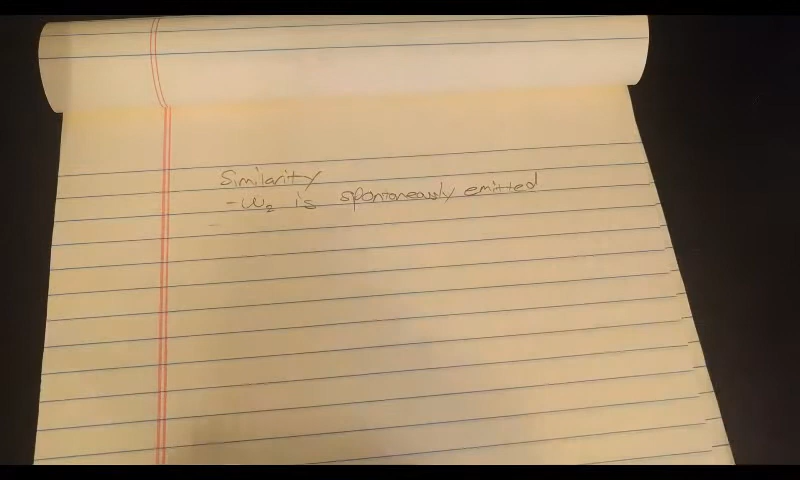 Similarity
- ω₂ is spontaneously emitted